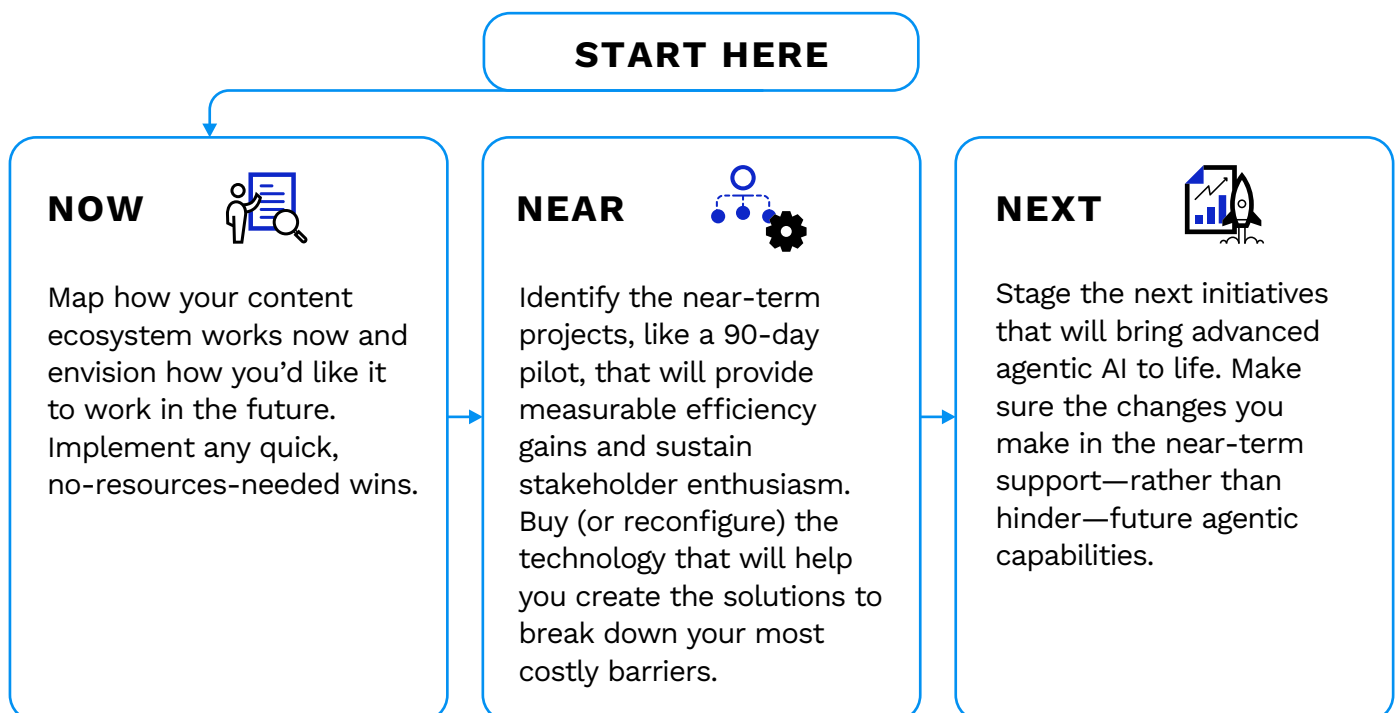 START HERE
NOW
Map how your content
ecosystem works now and
envision how you’d like it
to work in the future.
Implement any quick,
no-resources-needed wins.
NEAR
Identify the near-term
projects, like a 90-day
pilot, that will provide
measurable efficiency
gains and sustain
stakeholder enthusiasm.
Buy (or reconfigure) the
technology that will help
you create the solutions to
break down your most
costly barriers.
NEXT
Stage the next initiatives
that will bring advanced
agentic AI to life. Make
sure the changes you
make in the near-term
support—rather than
hinder—future agentic
capabilities.